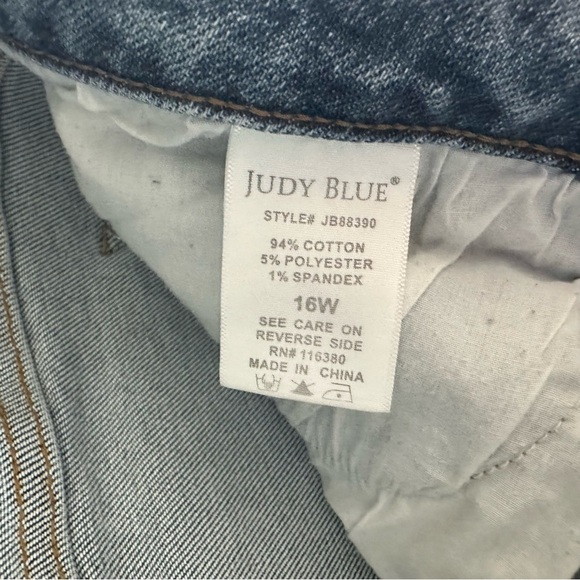 JUDY BLUE®
STYLE# JB88390
94% COTTON
5% POLYESTER
1% SPANDEX
16W
SEE CARE ON
REVERSE SIDE
RN# 116380
MADE IN CHINA